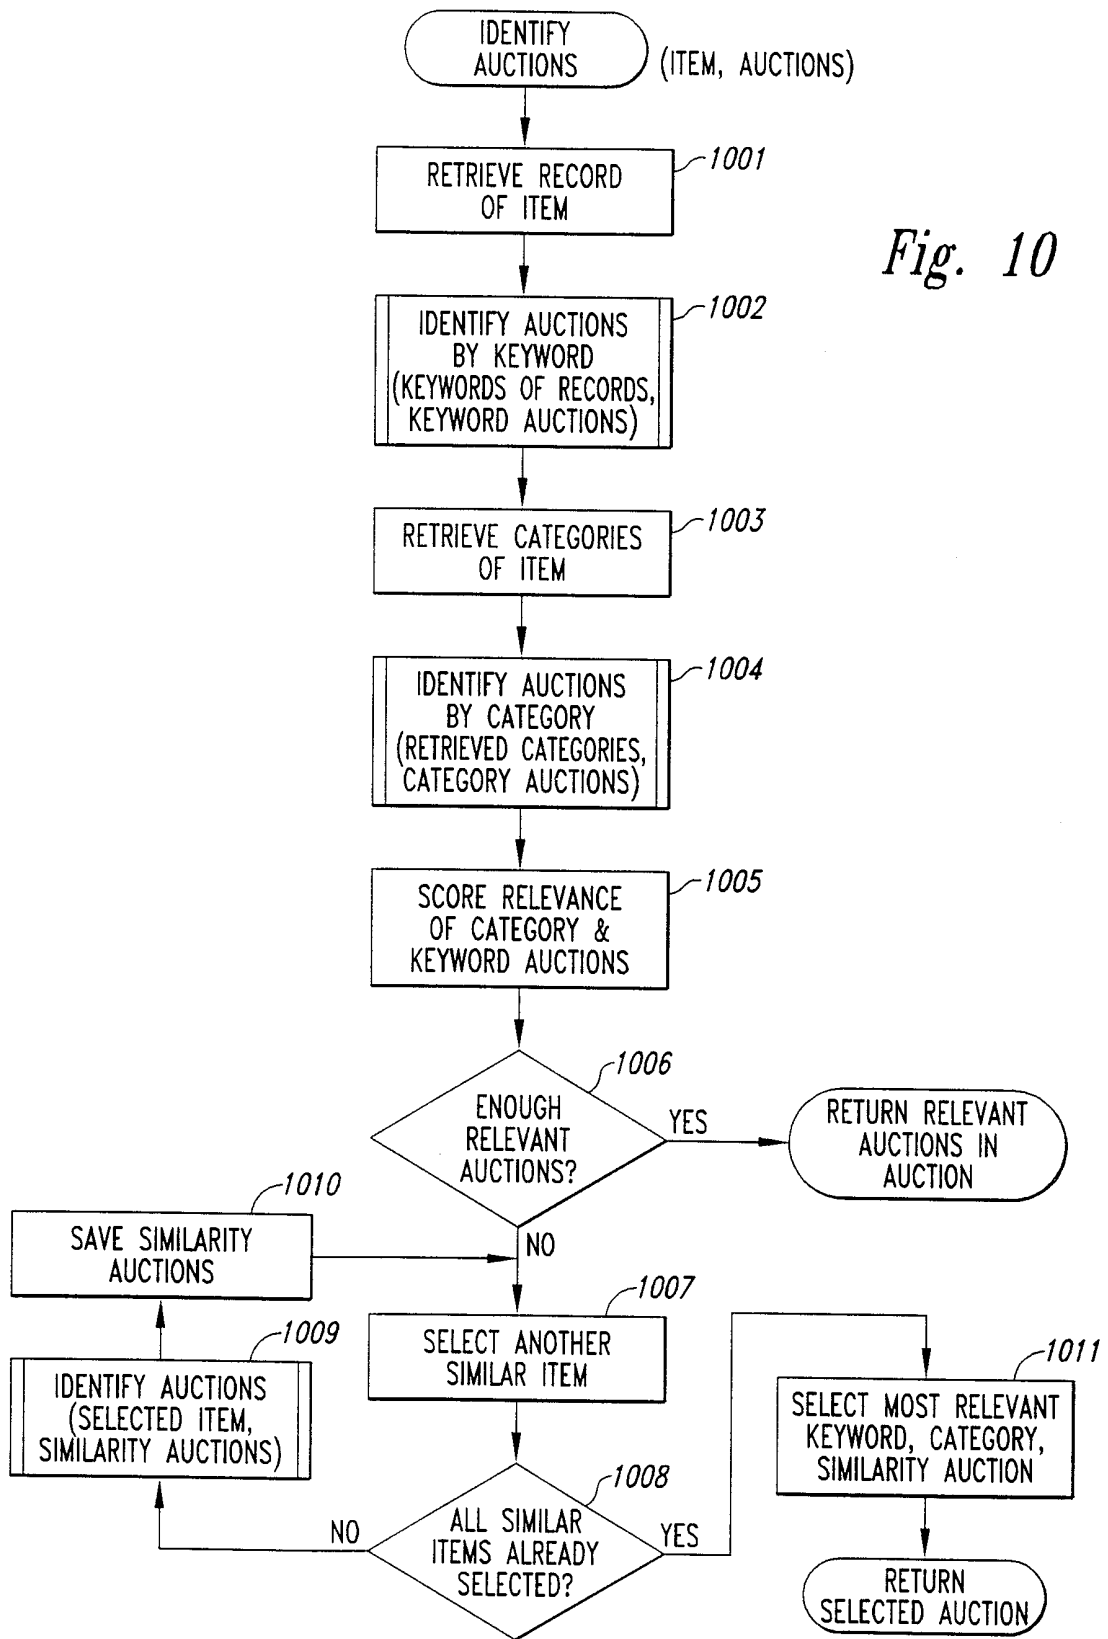 IDENTIFY
AUCTIONS
(ITEM, AUCTIONS)
1001
RETRIEVE RECORD
OF ITEM
Fig. 10
1002
IDENTIFY AUCTIONS
BY KEYWORD
(KEYWORDS OF RECORDS,
KEYWORD AUCTIONS)
1003
RETRIEVE CATEGORIES
OF ITEM
1004
IDENTIFY AUCTIONS
BY CATEGORY
(RETRIEVED CATEGORIES,
CATEGORY AUCTIONS)
1005
SCORE RELEVANCE
OF CATEGORY &
KEYWORD AUCTIONS
1006
ENOUGH
RELEVANT
AUCTIONS?
YES
RETURN RELEVANT
AUCTIONS IN
AUCTION
NO
1010
SAVE SIMILARITY
AUCTIONS
1007
SELECT ANOTHER
SIMILAR ITEM
1009
IDENTIFY AUCTIONS
(SELECTED ITEM,
SIMILARITY AUCTIONS)
1008
ALL SIMILAR
ITEMS ALREADY
SELECTED?
NO
YES
1011
SELECT MOST RELEVANT
KEYWORD, CATEGORY,
SIMILARITY AUCTION
RETURN
SELECTED AUCTION